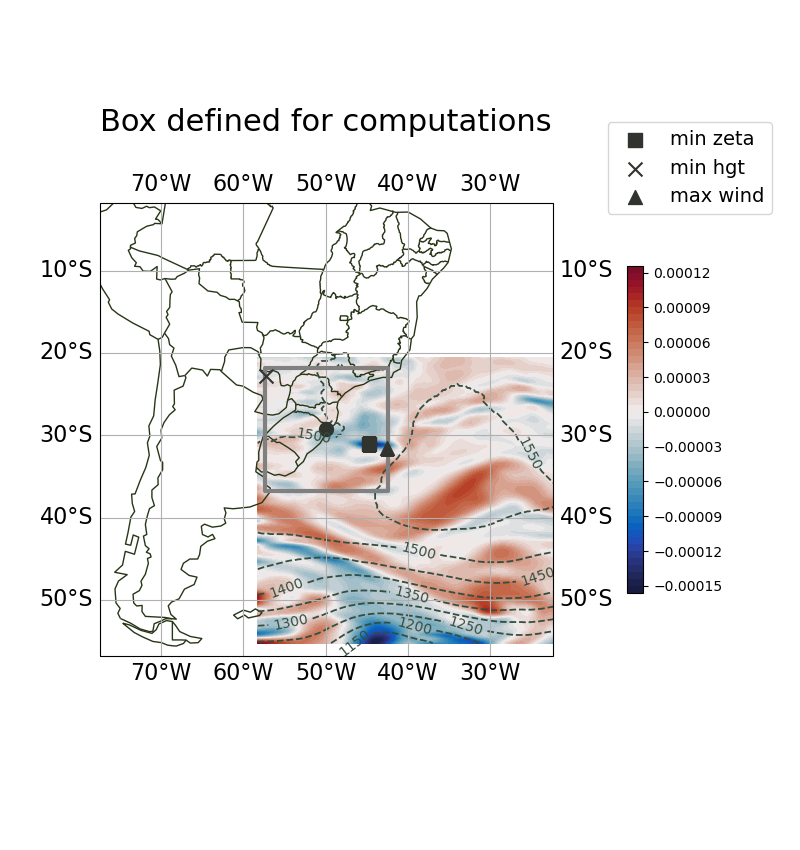 Box defined for computations
min zeta
min hgt
max wind
70°W 60°W 50°W 40°W 30°W
10°S 10°S
20°S 20°S
30°S 30°S
40°S 40°S
50°S 50°S
70°W 60°W 50°W 40°W 30°W
1500
1550
1500
1450
1400
1350
1300
1250
1200
1150
0.00012
0.00009
0.00006
0.00003
0.00000
−0.00003
−0.00006
−0.00009
−0.00012
−0.00015